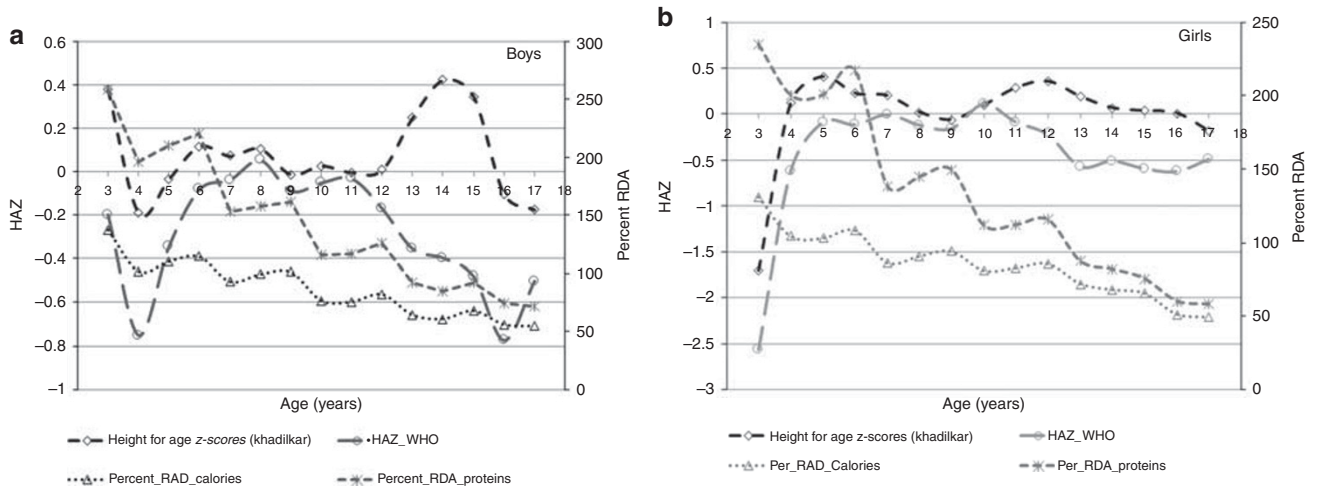 a
Boys
HAZ
0.6
0.4
0.2
0
–0.2
–0.4
–0.6
–0.8
–1
2 3 4 5 6 7 8 9 10 11 12 13 14 15 16 17 18
300
250
200
150
100
50
0
Percent RDA
Age (years)
Height for age z-scores (khadilkar)
HAZ_WHO
Percent_RAD_calories
Percent_RDA_proteins
b
Girls
HAZ
1
0.5
0
–0.5
–1
–1.5
–2
–2.5
–3
2 3 4 5 6 7 8 9 10 11 12 13 14 15 16 17 18
250
200
150
100
50
0
Percent RDA
Age (years)
Height for age z-scores (khadilkar)
HAZ_WHO
Per_RAD_Calories
Per_RDA_proteins